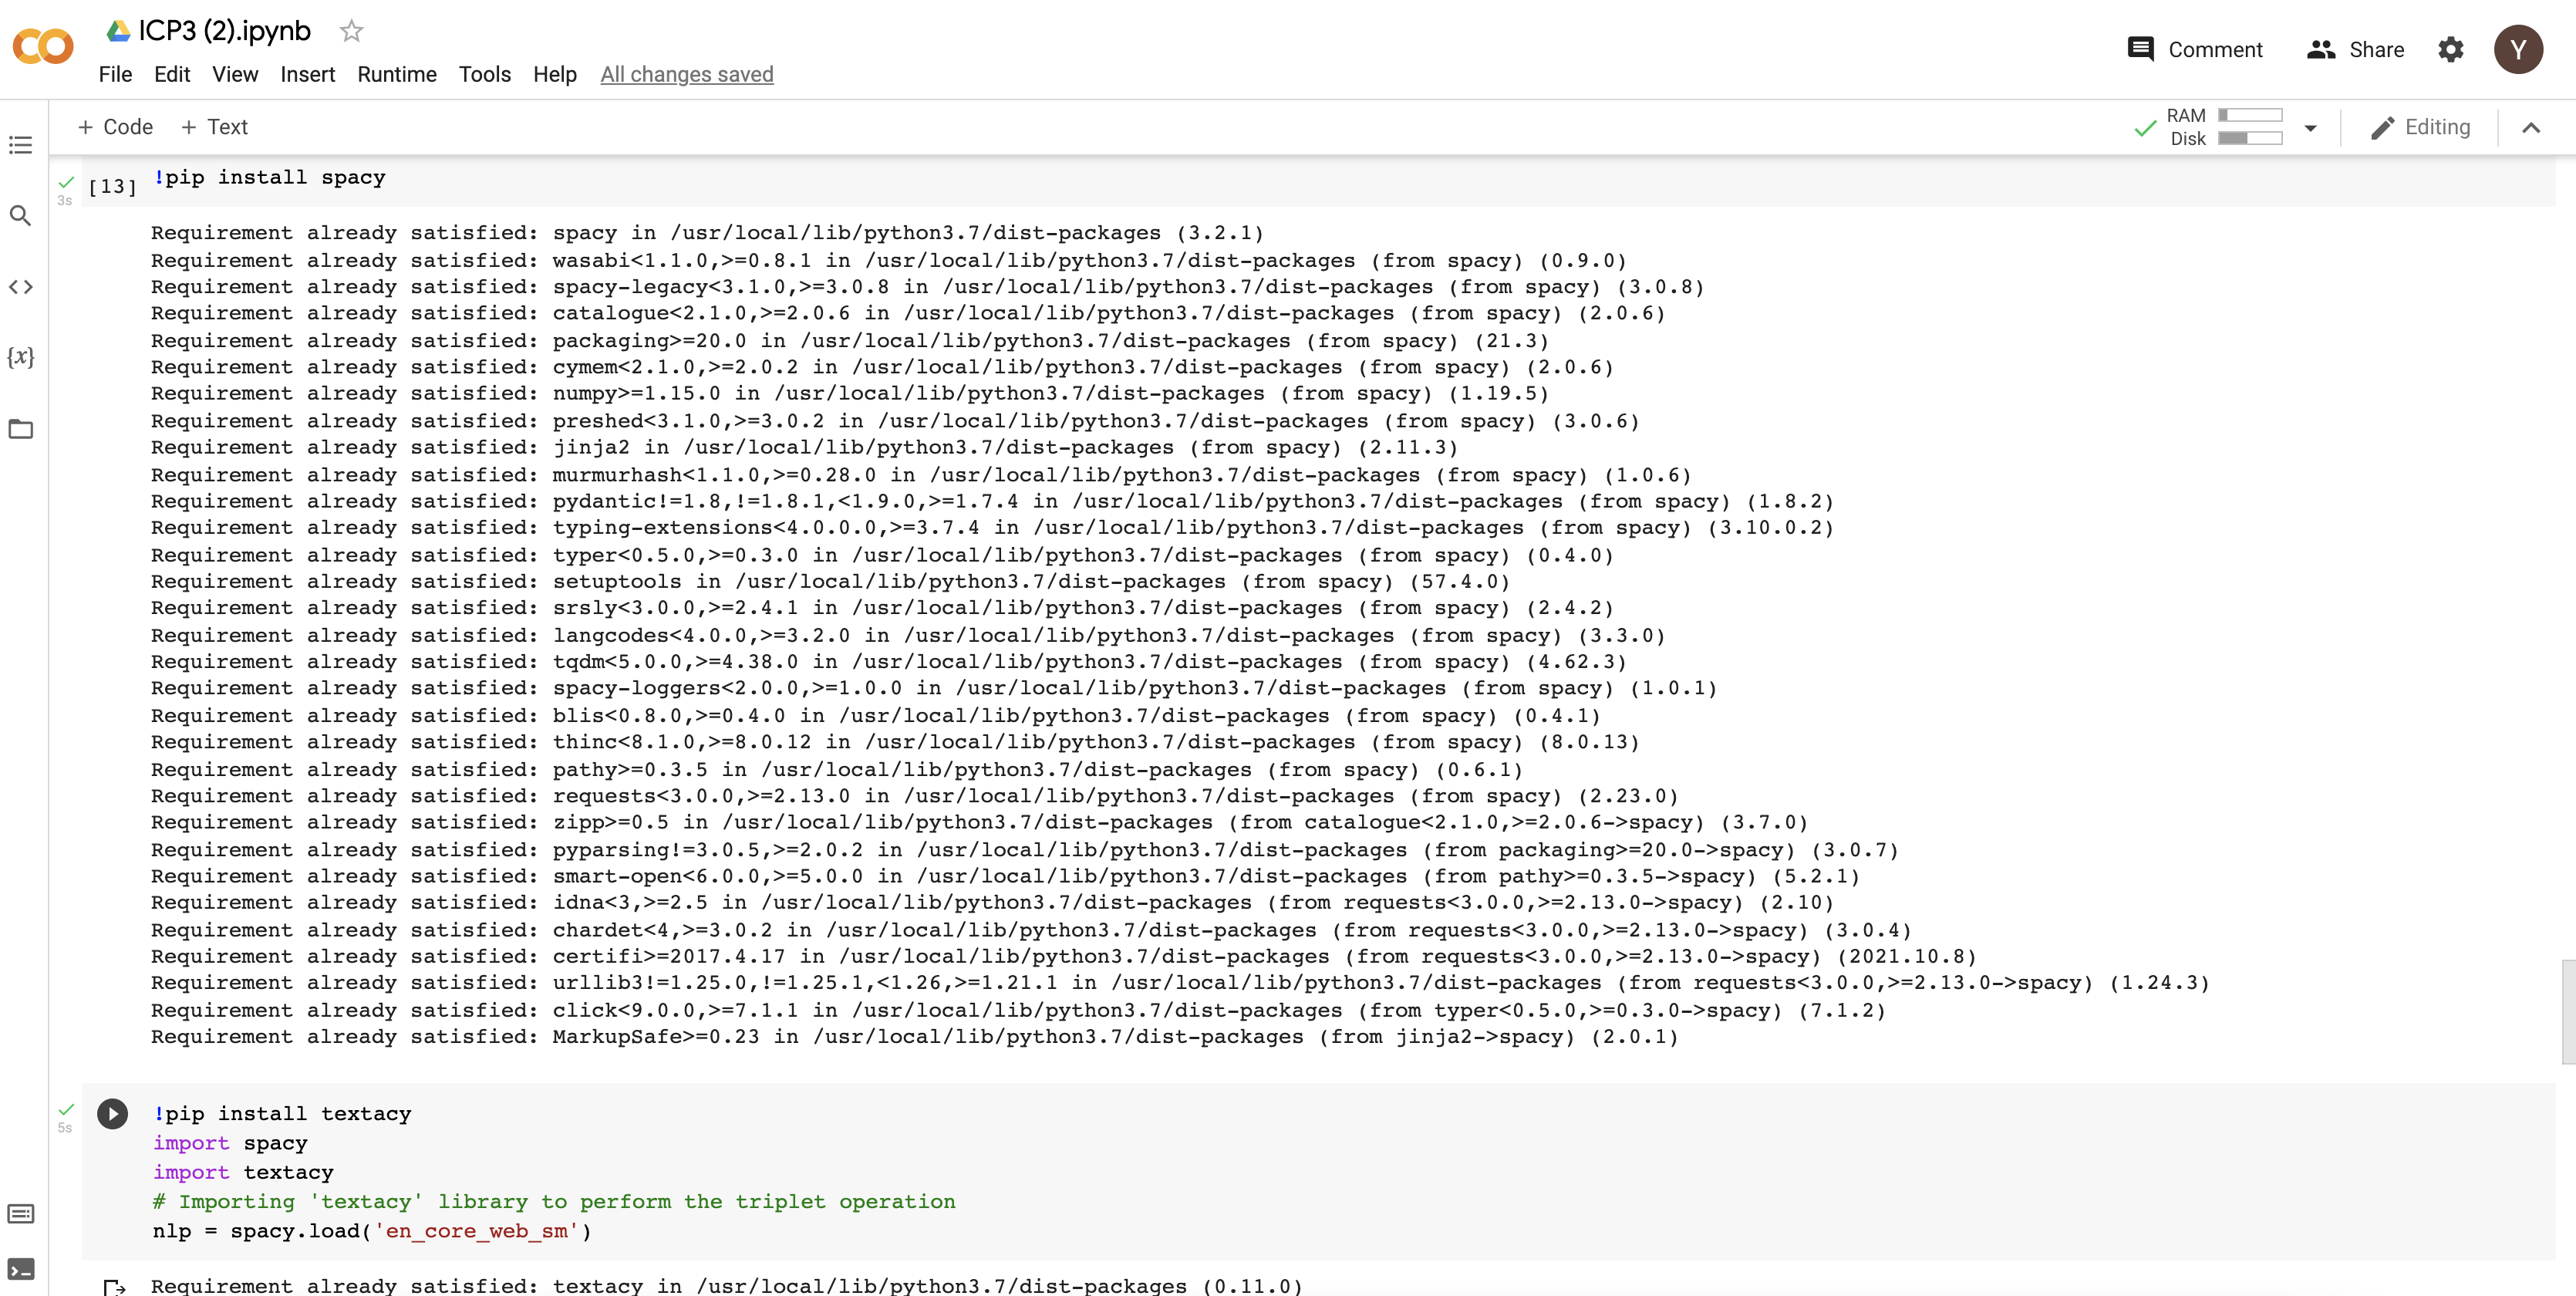 ICP3 (2).ipynb
File Edit View Insert Runtime Tools Help All changes saved
Comment Share Y
+ Code + Text
RAM
Disk
Editing
[13] !pip install spacy
3s
Requirement already satisfied: spacy in /usr/local/lib/python3.7/dist-packages (3.2.1)
Requirement already satisfied: wasabi<1.1.0,>=0.8.1 in /usr/local/lib/python3.7/dist-packages (from spacy) (0.9.0)
Requirement already satisfied: spacy-legacy<3.1.0,>=3.0.8 in /usr/local/lib/python3.7/dist-packages (from spacy) (3.0.8)
Requirement already satisfied: catalogue<2.1.0,>=2.0.6 in /usr/local/lib/python3.7/dist-packages (from spacy) (2.0.6)
Requirement already satisfied: packaging>=20.0 in /usr/local/lib/python3.7/dist-packages (from spacy) (21.3)
Requirement already satisfied: cymem<2.1.0,>=2.0.2 in /usr/local/lib/python3.7/dist-packages (from spacy) (2.0.6)
Requirement already satisfied: numpy>=1.15.0 in /usr/local/lib/python3.7/dist-packages (from spacy) (1.19.5)
Requirement already satisfied: preshed<3.1.0,>=3.0.2 in /usr/local/lib/python3.7/dist-packages (from spacy) (3.0.6)
Requirement already satisfied: jinja2 in /usr/local/lib/python3.7/dist-packages (from spacy) (2.11.3)
Requirement already satisfied: murmurhash<1.1.0,>=0.28.0 in /usr/local/lib/python3.7/dist-packages (from spacy) (1.0.6)
Requirement already satisfied: pydantic!=1.8,!=1.8.1,<1.9.0,>=1.7.4 in /usr/local/lib/python3.7/dist-packages (from spacy) (1.8.2)
Requirement already satisfied: typing-extensions<4.0.0.0,>=3.7.4 in /usr/local/lib/python3.7/dist-packages (from spacy) (3.10.0.2)
Requirement already satisfied: typer<0.5.0,>=0.3.0 in /usr/local/lib/python3.7/dist-packages (from spacy) (0.4.0)
Requirement already satisfied: setuptools in /usr/local/lib/python3.7/dist-packages (from spacy) (57.4.0)
Requirement already satisfied: srsly<3.0.0,>=2.4.1 in /usr/local/lib/python3.7/dist-packages (from spacy) (2.4.2)
Requirement already satisfied: langcodes<4.0.0,>=3.2.0 in /usr/local/lib/python3.7/dist-packages (from spacy) (3.3.0)
Requirement already satisfied: tqdm<5.0.0,>=4.38.0 in /usr/local/lib/python3.7/dist-packages (from spacy) (4.62.3)
Requirement already satisfied: spacy-loggers<2.0.0,>=1.0.0 in /usr/local/lib/python3.7/dist-packages (from spacy) (1.0.1)
Requirement already satisfied: blis<0.8.0,>=0.4.0 in /usr/local/lib/python3.7/dist-packages (from spacy) (0.4.1)
Requirement already satisfied: thinc<8.1.0,>=8.0.12 in /usr/local/lib/python3.7/dist-packages (from spacy) (8.0.13)
Requirement already satisfied: pathy>=0.3.5 in /usr/local/lib/python3.7/dist-packages (from spacy) (0.6.1)
Requirement already satisfied: requests<3.0.0,>=2.13.0 in /usr/local/lib/python3.7/dist-packages (from spacy) (2.23.0)
Requirement already satisfied: zipp>=0.5 in /usr/local/lib/python3.7/dist-packages (from catalogue<2.1.0,>=2.0.6->spacy) (3.7.0)
Requirement already satisfied: pyparsing!=3.0.5,>=2.0.2 in /usr/local/lib/python3.7/dist-packages (from packaging>=20.0->spacy) (3.0.7)
Requirement already satisfied: smart-open<6.0.0,>=5.0.0 in /usr/local/lib/python3.7/dist-packages (from pathy>=0.3.5->spacy) (5.2.1)
Requirement already satisfied: idna<3,>=2.5 in /usr/local/lib/python3.7/dist-packages (from requests<3.0.0,>=2.13.0->spacy) (2.10)
Requirement already satisfied: chardet<4,>=3.0.2 in /usr/local/lib/python3.7/dist-packages (from requests<3.0.0,>=2.13.0->spacy) (3.0.4)
Requirement already satisfied: certifi>=2017.4.17 in /usr/local/lib/python3.7/dist-packages (from requests<3.0.0,>=2.13.0->spacy) (2021.10.8)
Requirement already satisfied: urllib3!=1.25.0,!=1.25.1,<1.26,>=1.21.1 in /usr/local/lib/python3.7/dist-packages (from requests<3.0.0,>=2.13.0->spacy) (1.24.3)
Requirement already satisfied: click<9.0.0,>=7.1.1 in /usr/local/lib/python3.7/dist-packages (from typer<0.5.0,>=0.3.0->spacy) (7.1.2)
Requirement already satisfied: MarkupSafe>=0.23 in /usr/local/lib/python3.7/dist-packages (from jinja2->spacy) (2.0.1)
!pip install textacy
5s
import spacy
import textacy
# Importing 'textacy' library to perform the triplet operation
nlp = spacy.load('en_core_web_sm')
Requirement already satisfied: textacy in /usr/local/lib/python3.7/dist-packages (0.11.0)